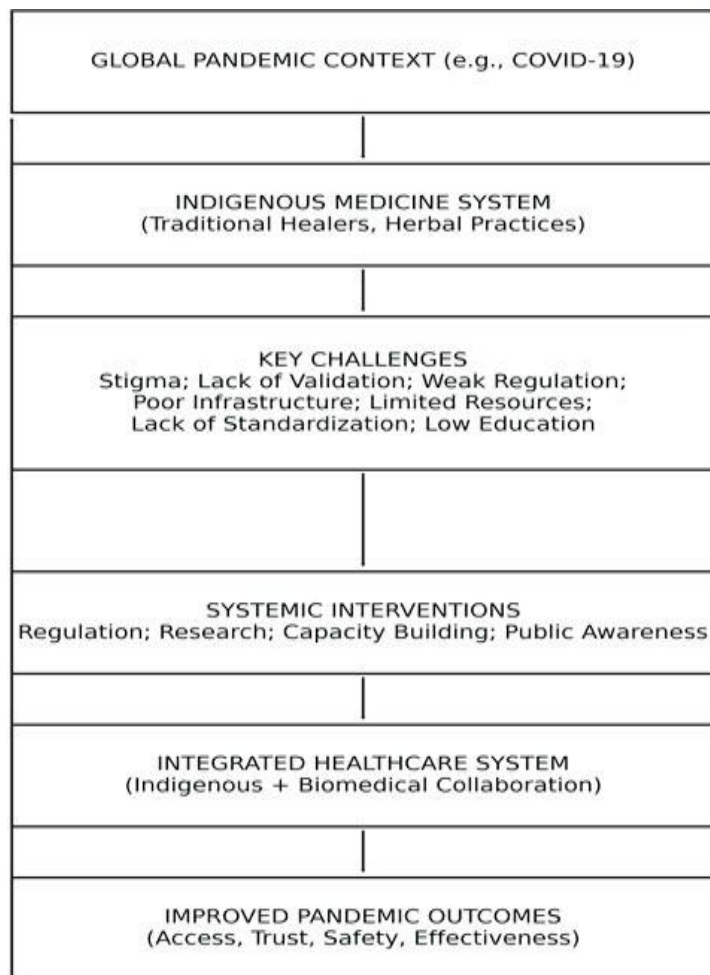 GLOBAL PANDEMIC CONTEXT (e.g., COVID-19)
INDIGENOUS MEDICINE SYSTEM
(Traditional Healers, Herbal Practices)
KEY CHALLENGES
Stigma; Lack of Validation; Weak Regulation;
Poor Infrastructure; Limited Resources;
Lack of Standardization; Low Education
SYSTEMIC INTERVENTIONS
Regulation; Research; Capacity Building; Public Awareness
INTEGRATED HEALTHCARE SYSTEM
(Indigenous + Biomedical Collaboration)
IMPROVED PANDEMIC OUTCOMES
(Access, Trust, Safety, Effectiveness)